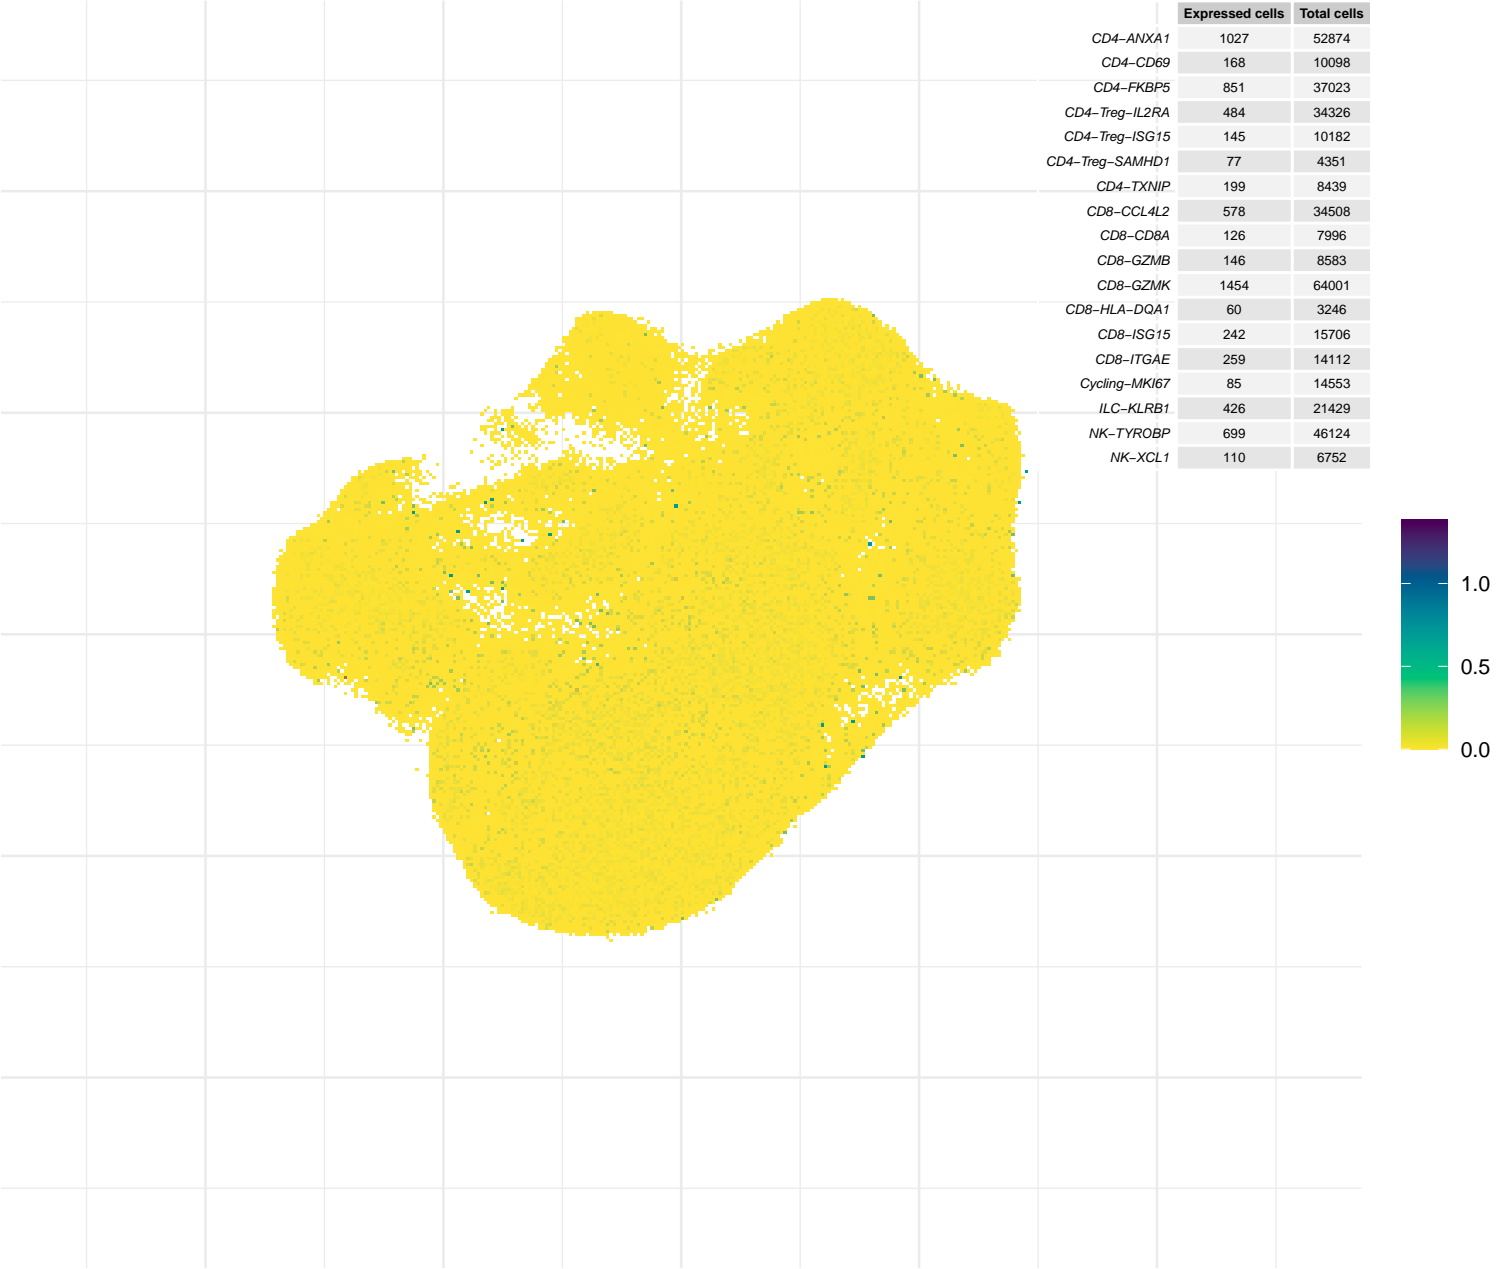 Expressed cells Total cells
CD4−ANXA1 1027 52874
CD4−CD69 168 10098
CD4−FKBP5 851 37023
CD4−Treg−IL2RA 484 34326
CD4−Treg−ISG15 145 10182
CD4−Treg−SAMHD1 77 4351
CD4−TXNIP 199 8439
CD8−CCL4L2 578 34508
CD8−CD8A 126 7996
CD8−GZMB 146 8583
CD8−GZMK 1454 64001
CD8−HLA−DQA1 60 3246
CD8−ISG15 242 15706
CD8−ITGAE 259 14112
Cycling−MKI67 85 14553
ILC−KLRB1 426 21429
NK−TYROBP 699 46124
NK−XCL1 110 6752
1.0
0.5
0.0